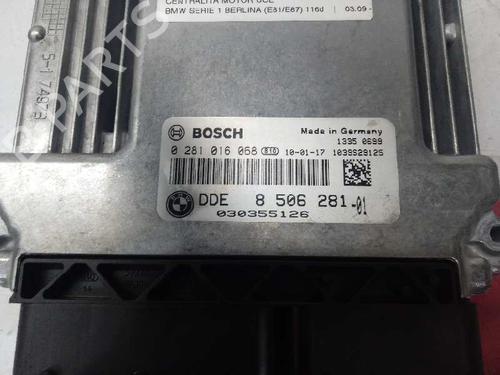 CENTRALITA MOTOR UCE
BMW SERIE 1 BERLINA (E81/E87) 116d | 03.09 -
BOSCH
Made in Germany
1335 0699
0 281 016 068 10-01-17 1039S29125
DDE 8 506 281-01
030355126